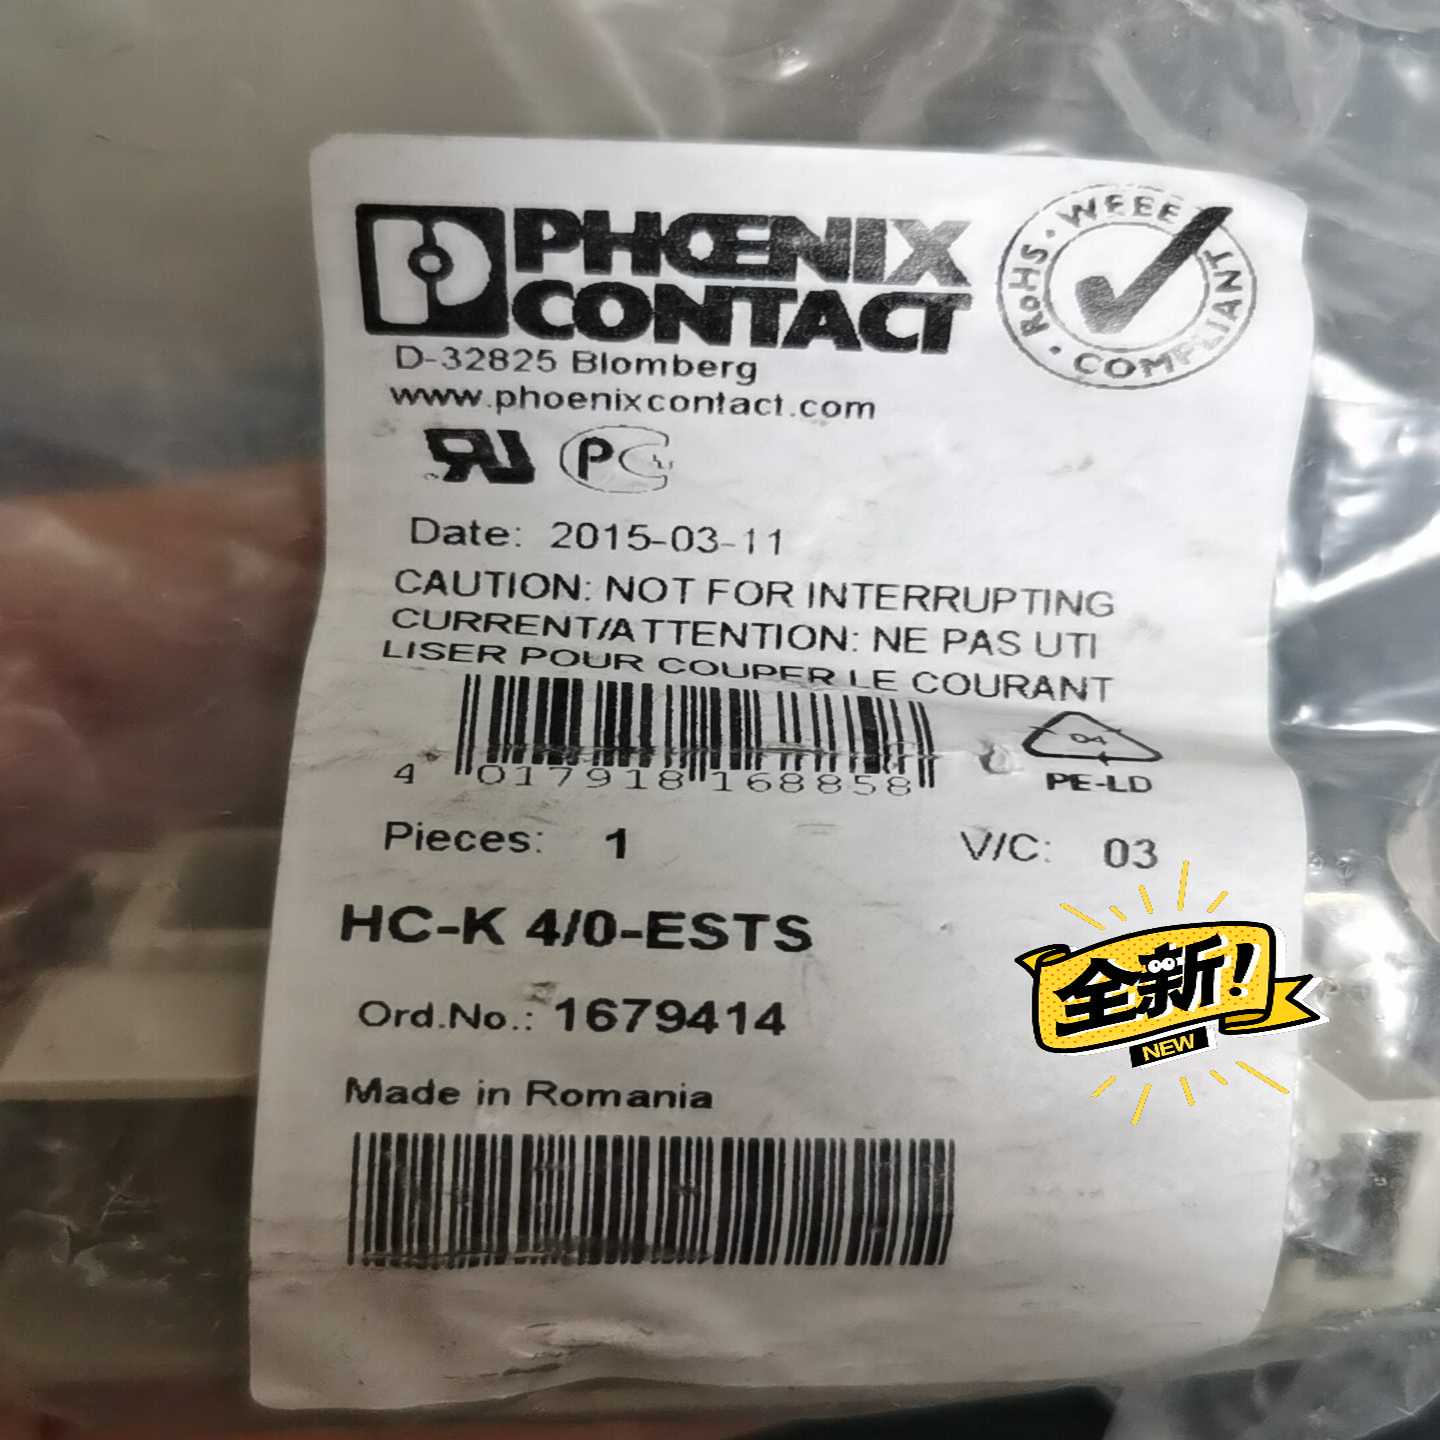 PHOENIX
CONTACT
WEEE
RoHS
COMPLIANT
D-32825 Blomberg
www.phoenixcontact.com
Date: 2015-03-11
CAUTION: NOT FOR INTERRUPTING
CURRENT/ATTENTION: NE PAS UTI
LISER POUR COUPER LE COURANT
4 017918 168858
04
PE-LD
Pieces: 1
V/C: 03
HC-K 4/0-ESTS
Ord.No.: 1679414
Made in Romania
全新!
NEW